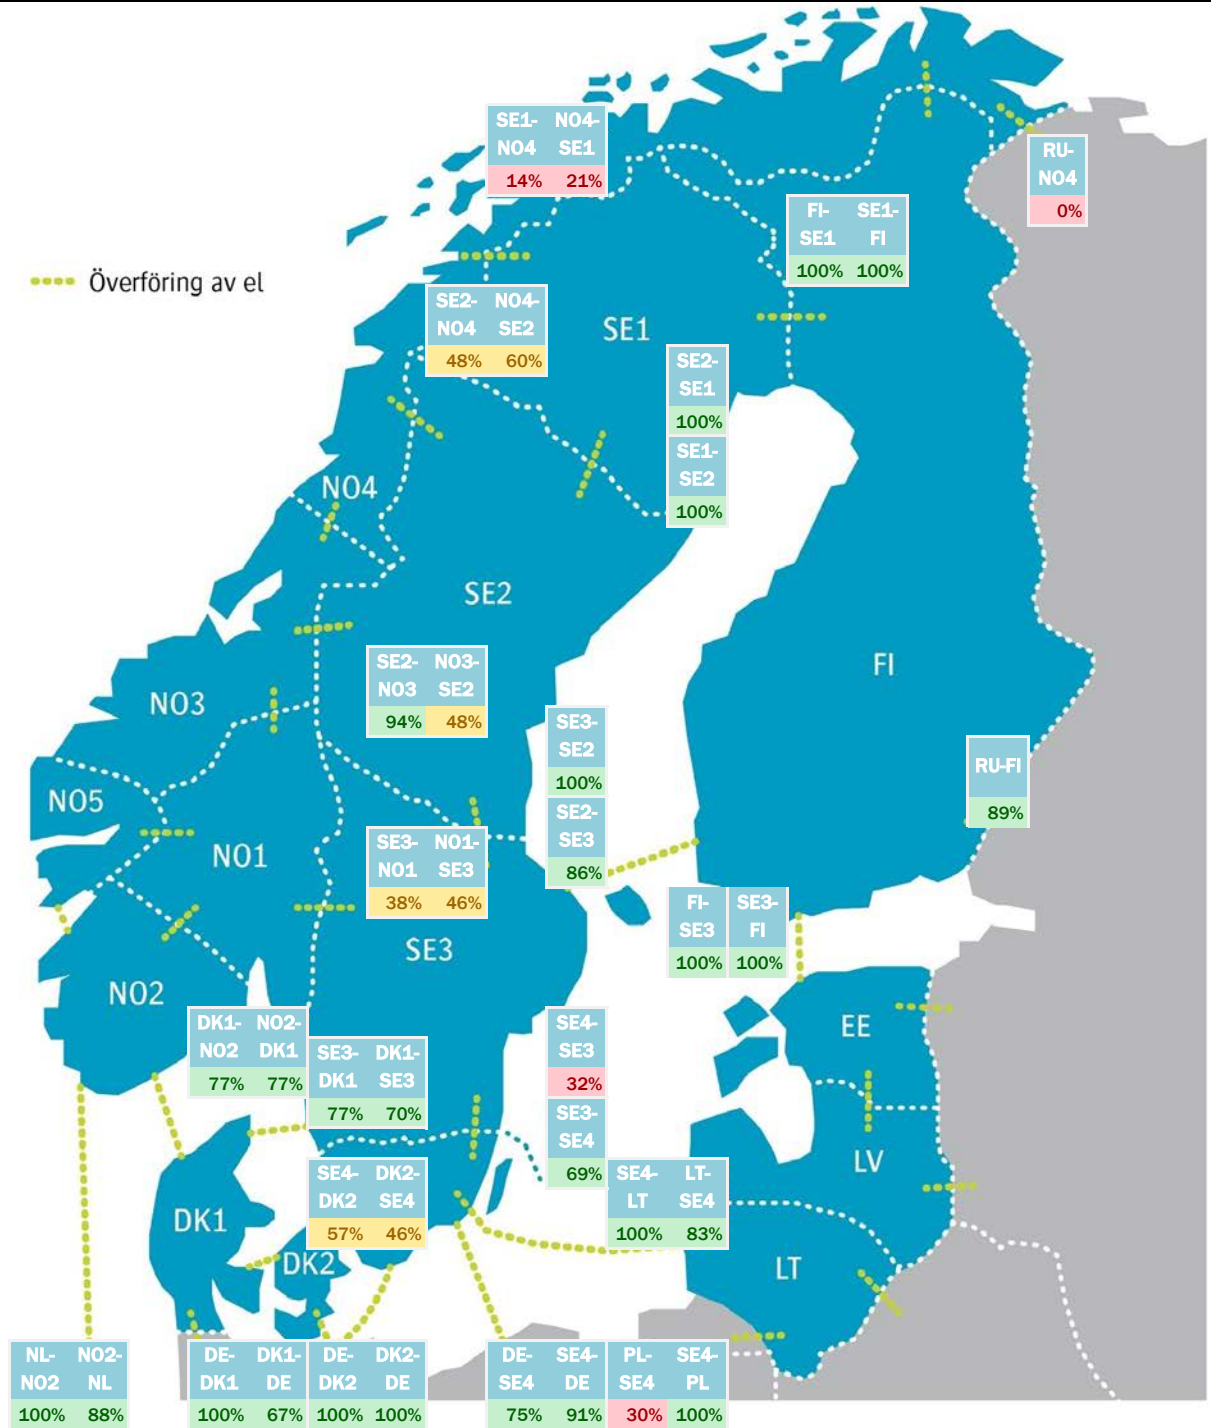 SE1- NO4-
NO4 SE1
14% 21%
RU-
NO4
0%
FI- SE1-
SE1 FI
100% 100%
Överföring av el
SE2- NO4-
NO4 SE2
48% 60%
SE1
SE2-
SE1
100%
SE1-
SE2
100%
NO4
SE2
SE2- NO3-
NO3 SE2
94% 48%
FI
NO3
SE3-
SE2
100%
RU-FI
89%
NO5
SE2-
SE3
86%
NO1
SE3- NO1-
NO1 SE3
38% 46%
FI- SE3-
SE3 FI
100% 100%
SE3
NO2
EE
DK1- NO2-
NO2 DK1
77% 77%
SE3- DK1-
DK1 SE3
77% 70%
SE4-
SE3
32%
SE3-
SE4
69%
LV
SE4- DK2-
DK2 SE4
57% 46%
SE4- LT-
LT SE4
100% 83%
DK1
DK2
LT
NL- NO2-
NO2 NL
100% 88%
DE- DK1-
DK1 DE
100% 67%
DE- DK2-
DK2 DE
100% 100%
DE- SE4-
SE4 DE
75% 91%
PL- SE4-
SE4 PL
30% 100%